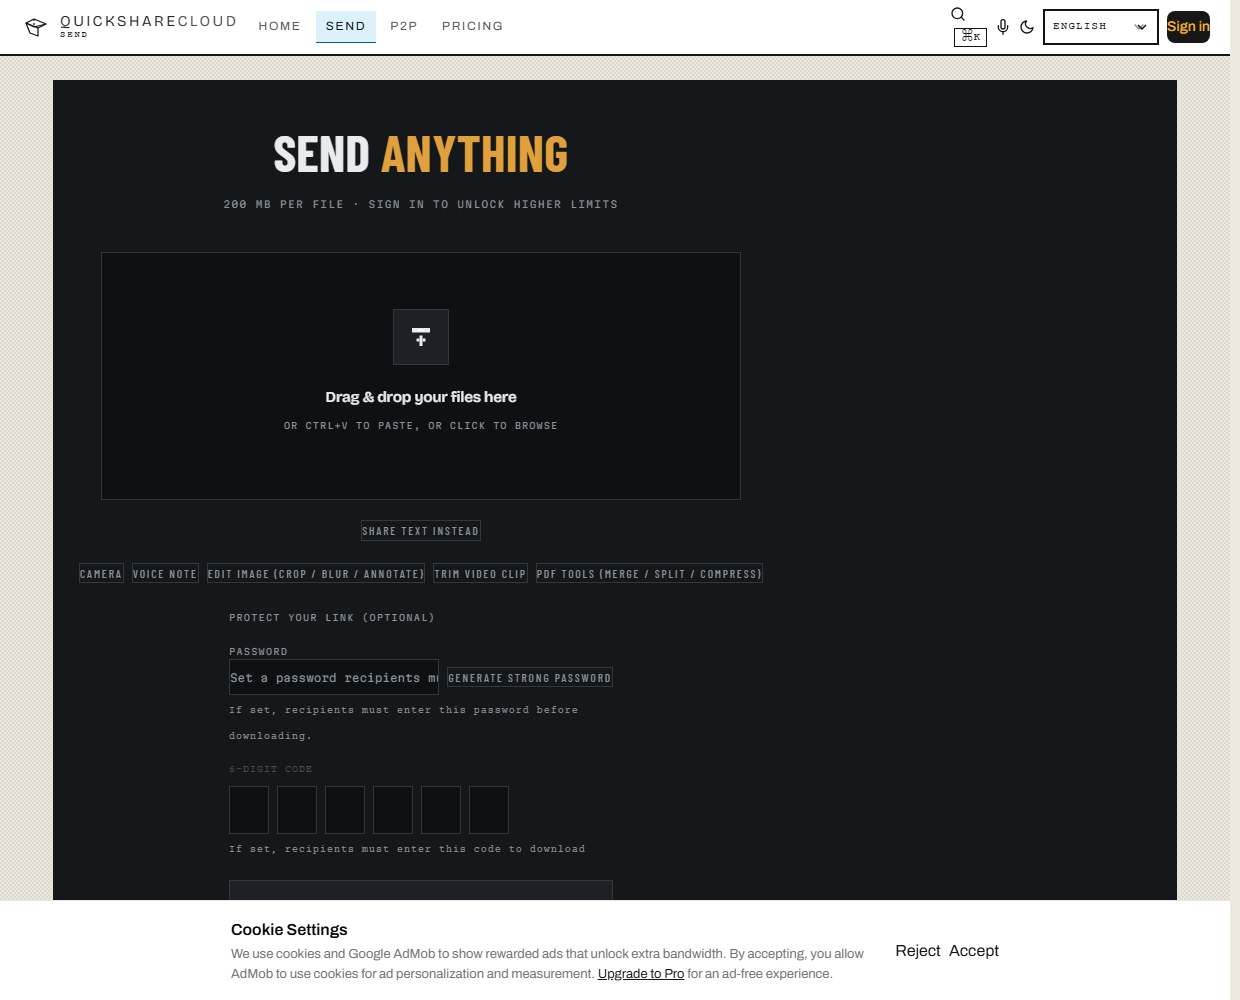 QUICKSHARECLOUD
SEND
HOME
SEND
P2P
PRICING
⌘K
ENGLISH
Sign in
SEND ANYTHING
200 MB PER FILE · SIGN IN TO UNLOCK HIGHER LIMITS
Drag & drop your files here
OR CTRL+V TO PASTE, OR CLICK TO BROWSE
SHARE TEXT INSTEAD
CAMERA
VOICE NOTE
EDIT IMAGE (CROP / BLUR / ANNOTATE)
TRIM VIDEO CLIP
PDF TOOLS (MERGE / SPLIT / COMPRESS)
PROTECT YOUR LINK (OPTIONAL)
PASSWORD
Set a password recipients
GENERATE STRONG PASSWORD
If set, recipients must enter this password before
downloading.
6-DIGIT CODE
If set, recipients must enter this code to download
Cookie Settings
We use cookies and Google AdMob to show rewarded ads that unlock extra bandwidth. By accepting, you allow
AdMob to use cookies for ad personalization and measurement. Upgrade to Pro for an ad-free experience.
Reject
Accept